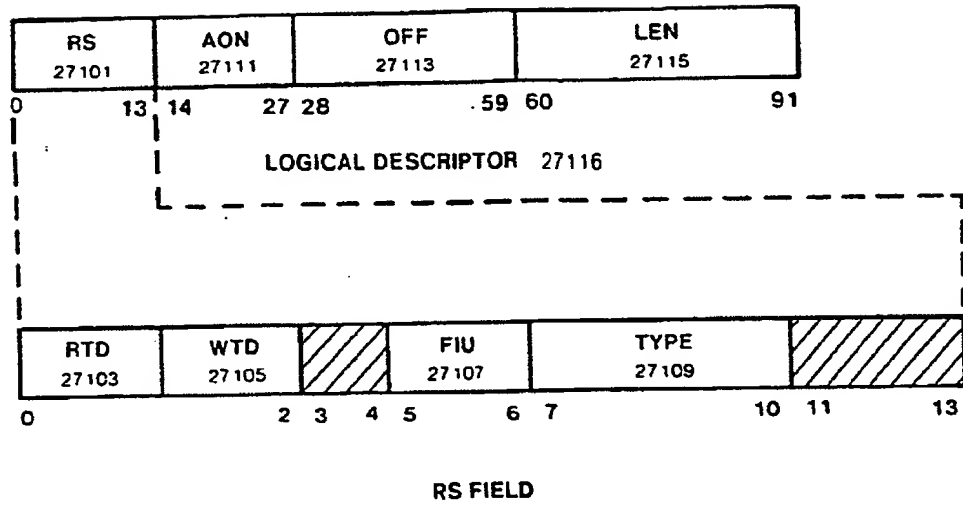 RS AON OFF LEN
27101 27111 27113 27115
0 13 14 27 28 59 60 91
LOGICAL DESCRIPTOR 27116
RTD WTD FIU TYPE
27103 27105 27107 27109
0 2 3 4 5 6 7 10 11 13
RS FIELD